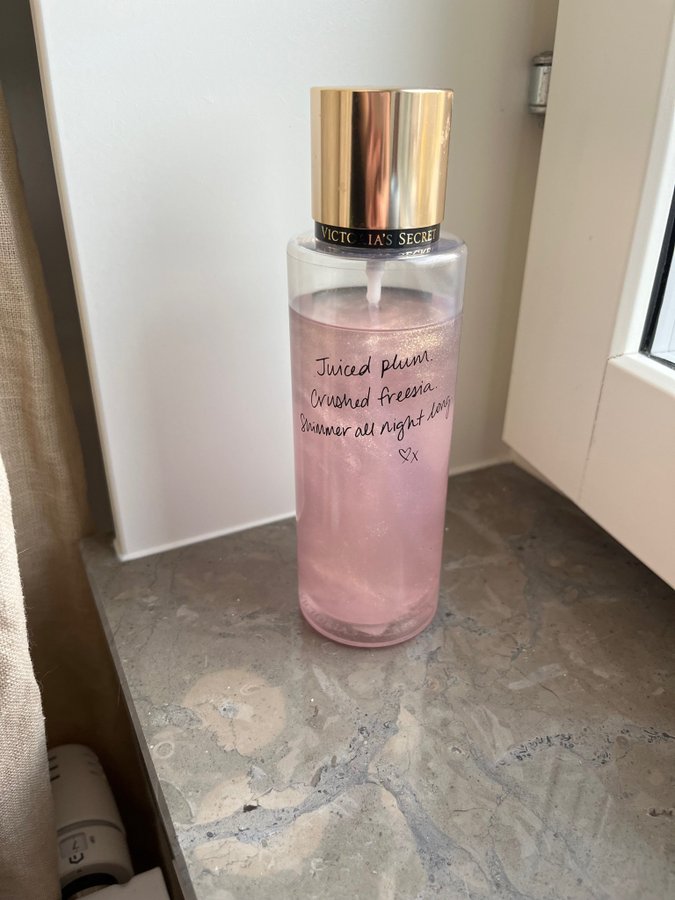 VICTORIA'S SECRET
Juiced plum.
Crushed freesia.
Shimmer all night long
♡x